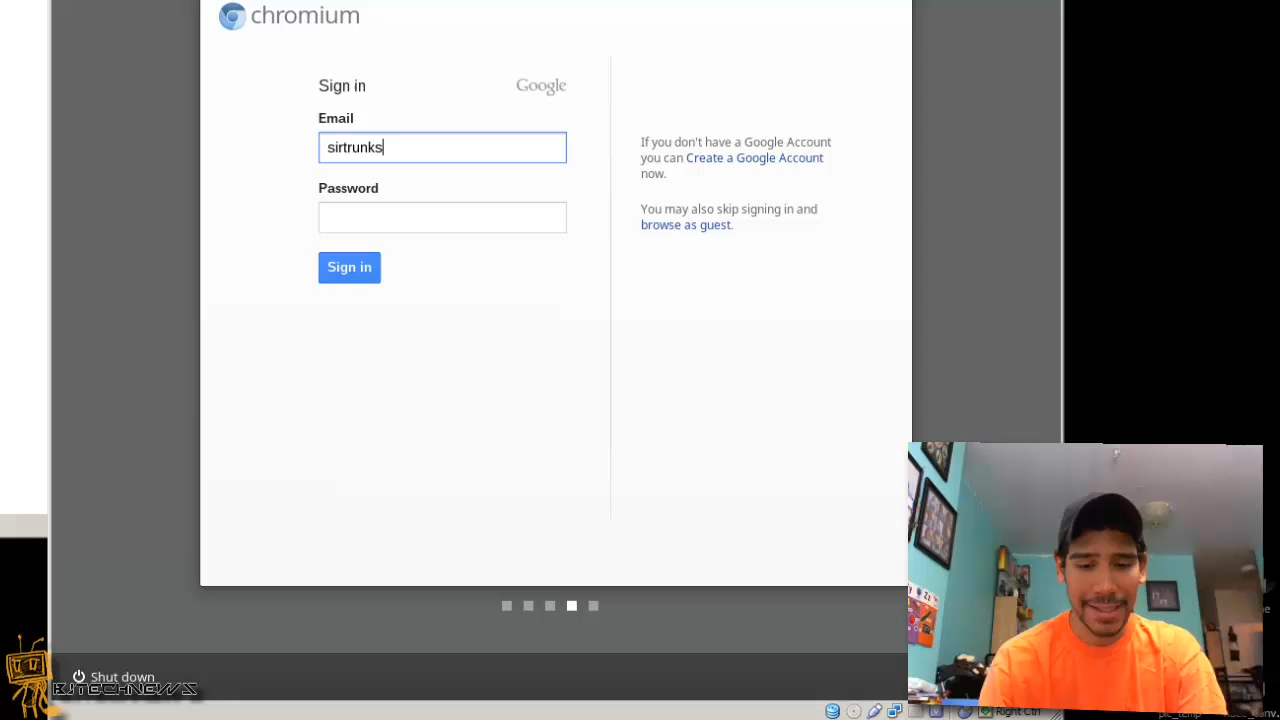 chromium
Sign in
Google
Email
sirtrunks
Password
Sign in
If you don't have a Google Account
you can Create a Google Account
now.
You may also skip signing in and
browse as guest.
Shut down
BJTECHNEWS
Right Ctrl